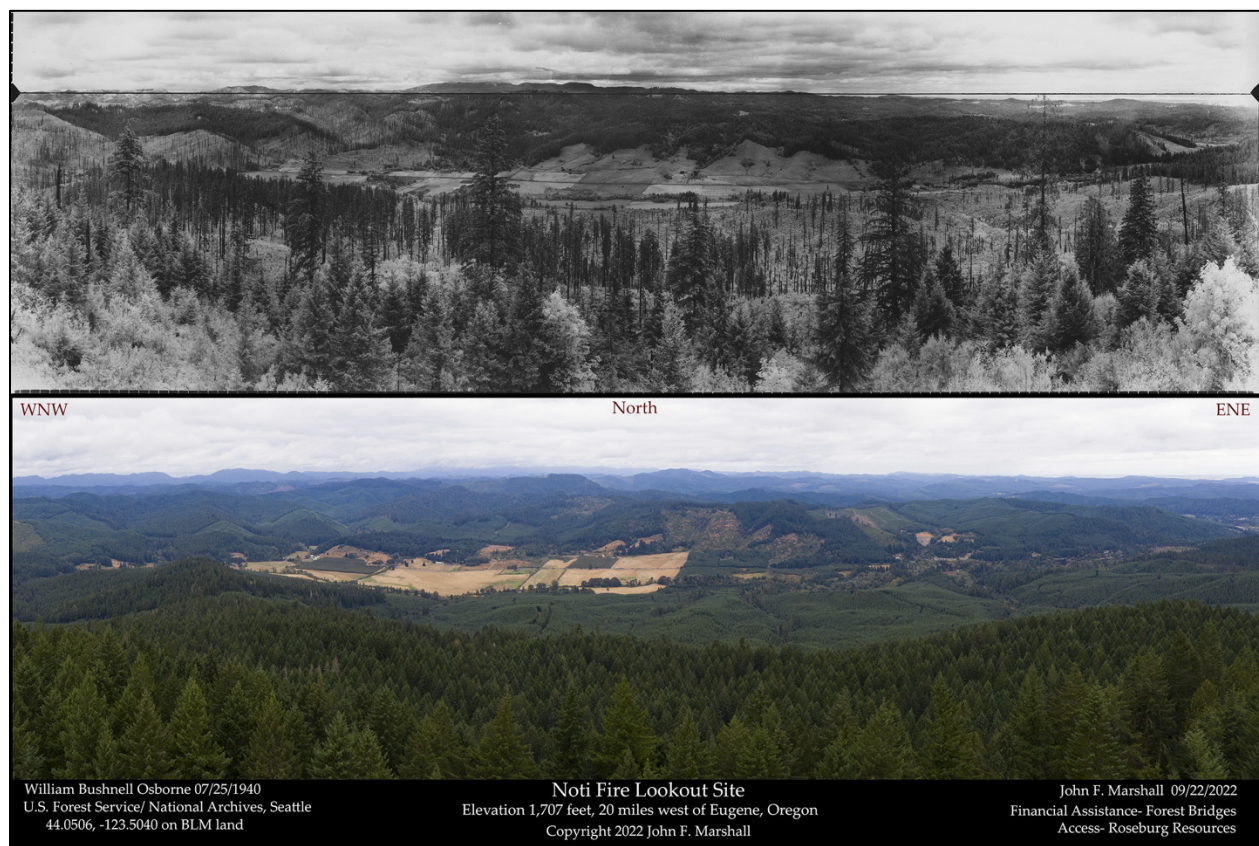 WNW
North
ENE
William Bushnell Osborne 07/25/1940
U.S. Forest Service/ National Archives, Seattle
44.0506, -123.5040 on BLM land
Noti Fire Lookout Site
Elevation 1,707 feet, 20 miles west of Eugene, Oregon
Copyright 2022 John F. Marshall
John F. Marshall 09/22/2022
Financial Assistance- Forest Bridges
Access- Roseburg Resources